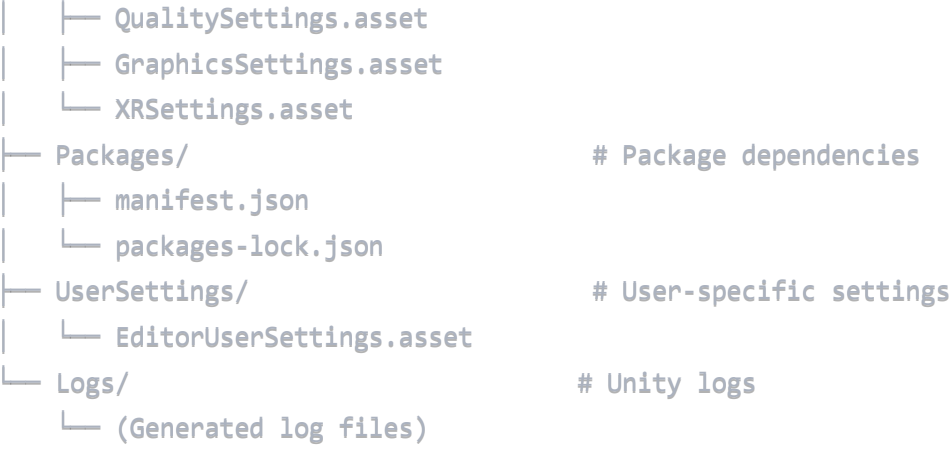 │   ├── QualitySettings.asset
│   ├── GraphicsSettings.asset
│   └── XRSettings.asset
├── Packages/                           # Package dependencies
│   ├── manifest.json
│   └── packages-lock.json
├── UserSettings/                       # User-specific settings
│   └── EditorUserSettings.asset
└── Logs/                              # Unity logs
    └── (Generated log files)